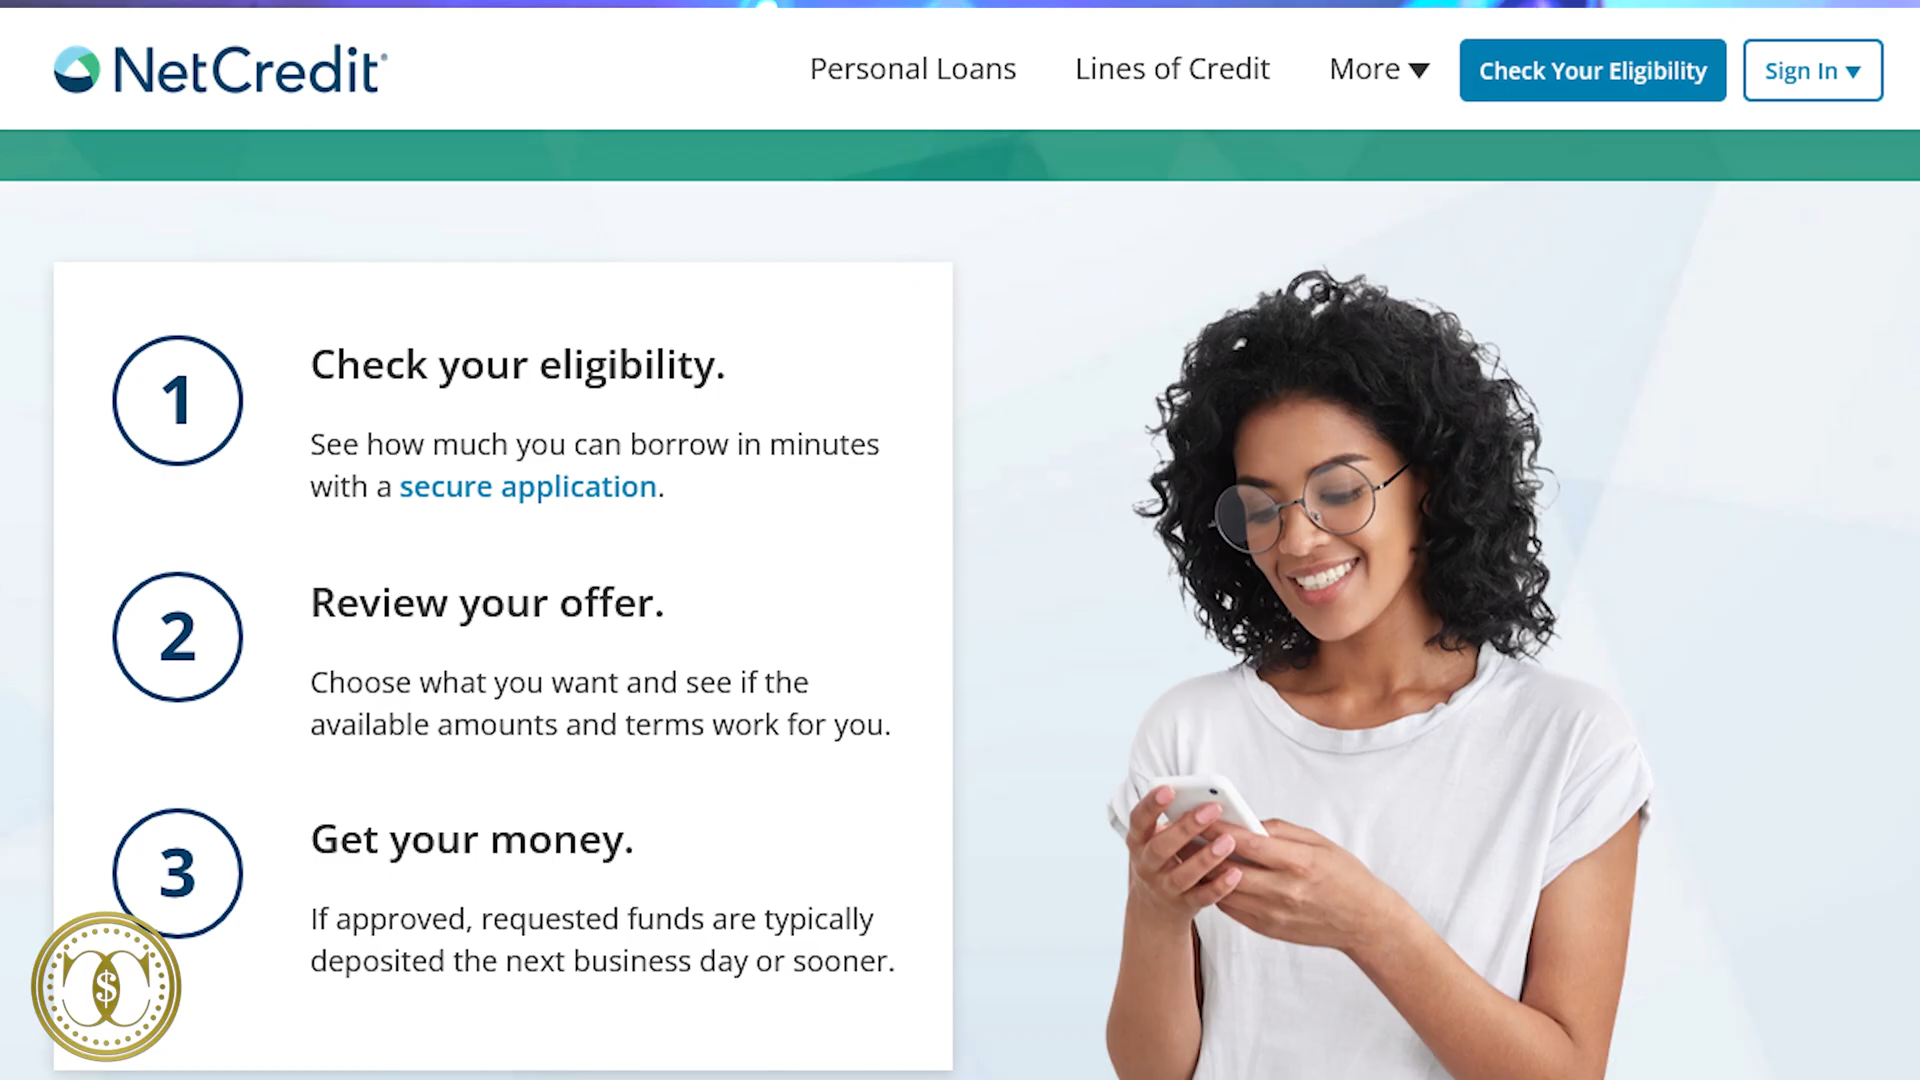 NetCredit
Personal Loans
Lines of Credit
More
Check Your Eligibility
Sign In
1
Check your eligibility.
See how much you can borrow in minutes
with a secure application.
2
Review your offer.
Choose what you want and see if the
available amounts and terms work for you.
3
Get your money.
If approved, requested funds are typically
deposited the next business day or sooner.
C$C